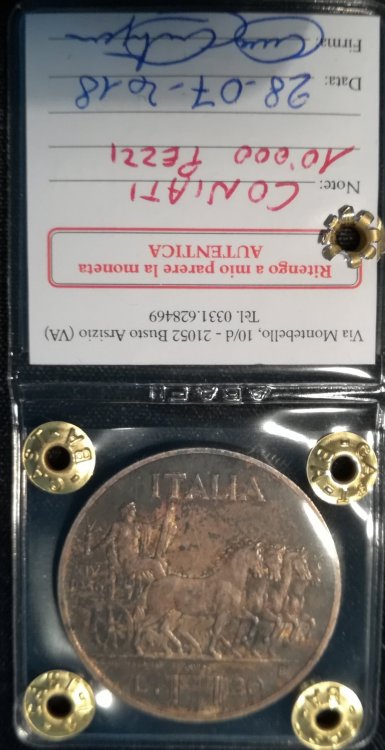 Via Montebello, 10/d - 21052 Busto Arsizio (VA)
Tel. 0331.628469
Ritengo a mio parere la moneta
AUTENTICA
Note: CONIATI
10'000 PEZZI
Data: 28-07-2018
Firma:
ABAFIL
ITALIA